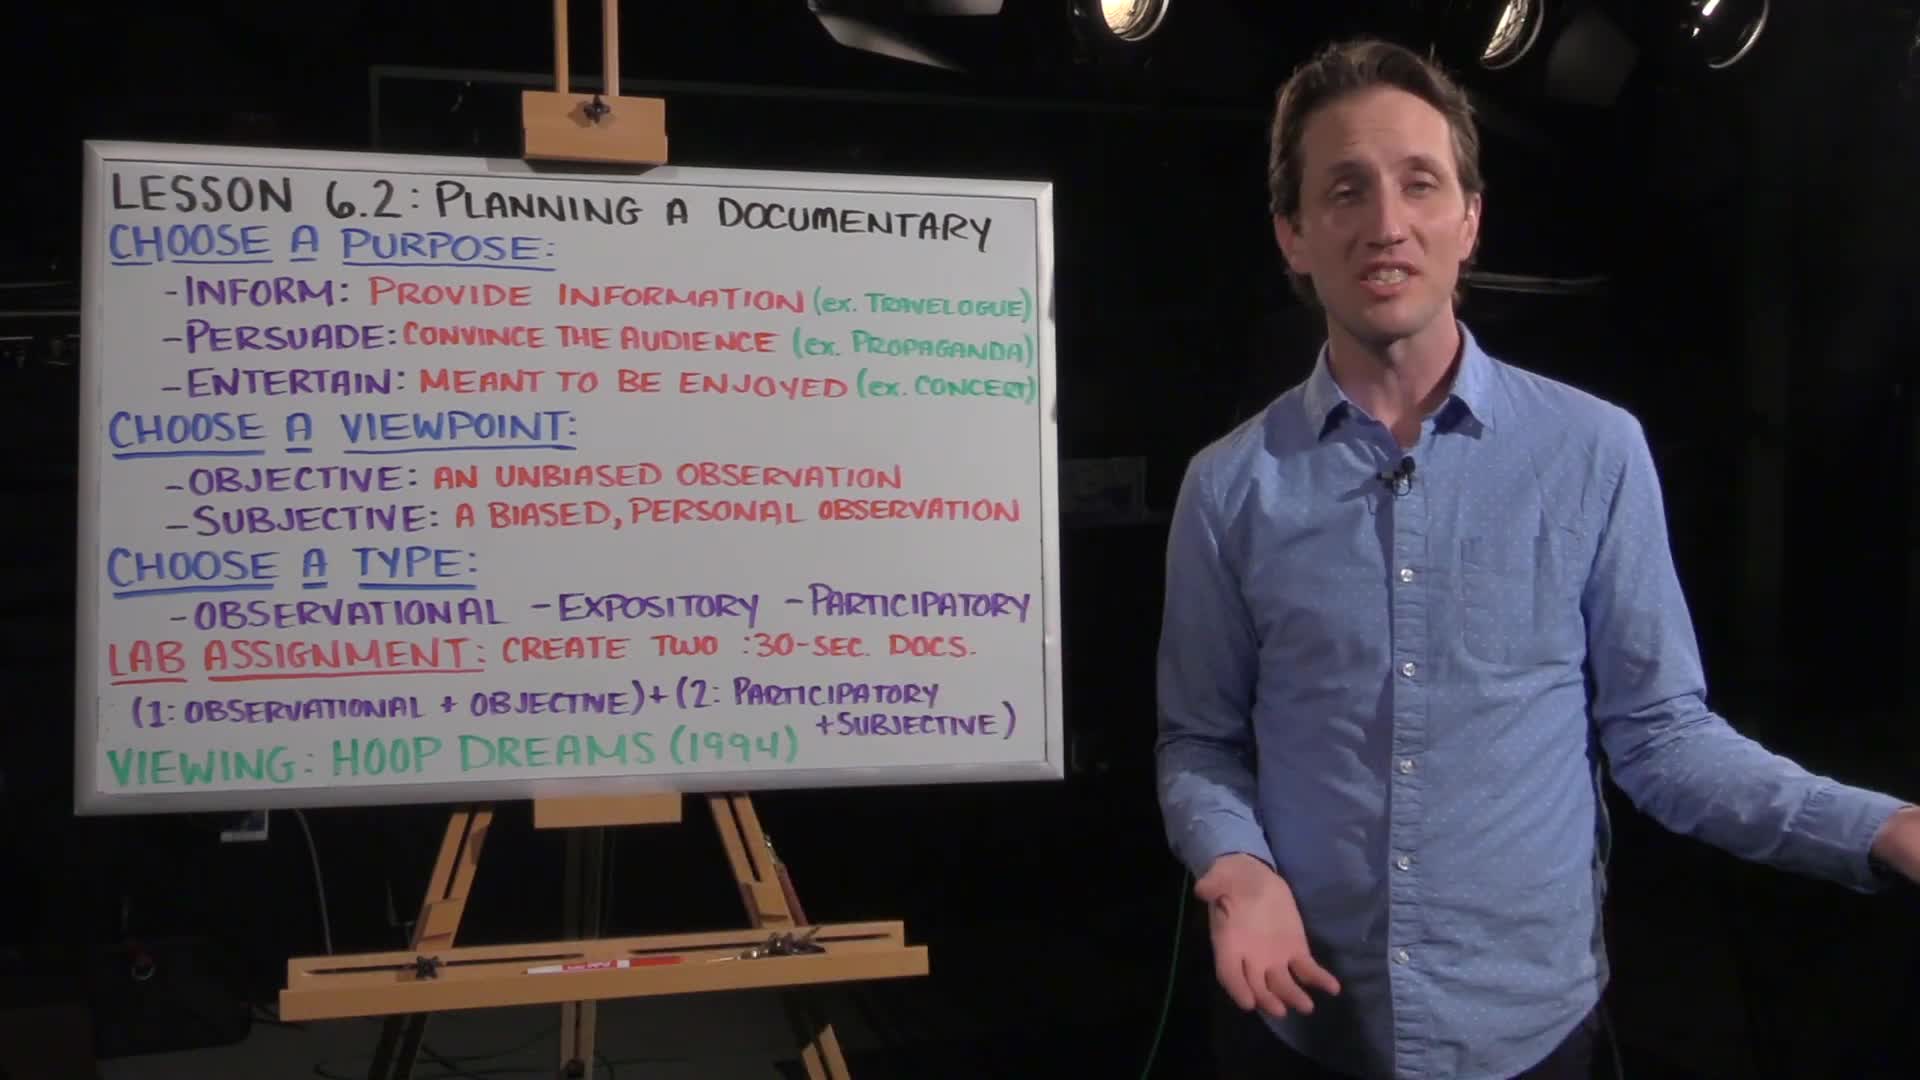 LESSON 6.2: PLANNING A DOCUMENTARY
CHOOSE A PURPOSE:
-INFORM: PROVIDE INFORMATION (ex. TRAVELOGUE)
-PERSUADE: CONVINCE THE AUDIENCE (ex. PROPAGANDA)
-ENTERTAIN: MEANT TO BE ENJOYED (ex. CONCERT)
CHOOSE A VIEWPOINT:
-OBJECTIVE: AN UNBIASED OBSERVATION
-SUBJECTIVE: A BIASED, PERSONAL OBSERVATION
CHOOSE A TYPE:
-OBSERVATIONAL -EXPOSITORY -PARTICIPATORY
LAB ASSIGNMENT: CREATE TWO :30-SEC. DOCS.
(1: OBSERVATIONAL + OBJECTIVE) + (2: PARTICIPATORY
+SUBJECTIVE)
VIEWING: HOOP DREAMS (1994)